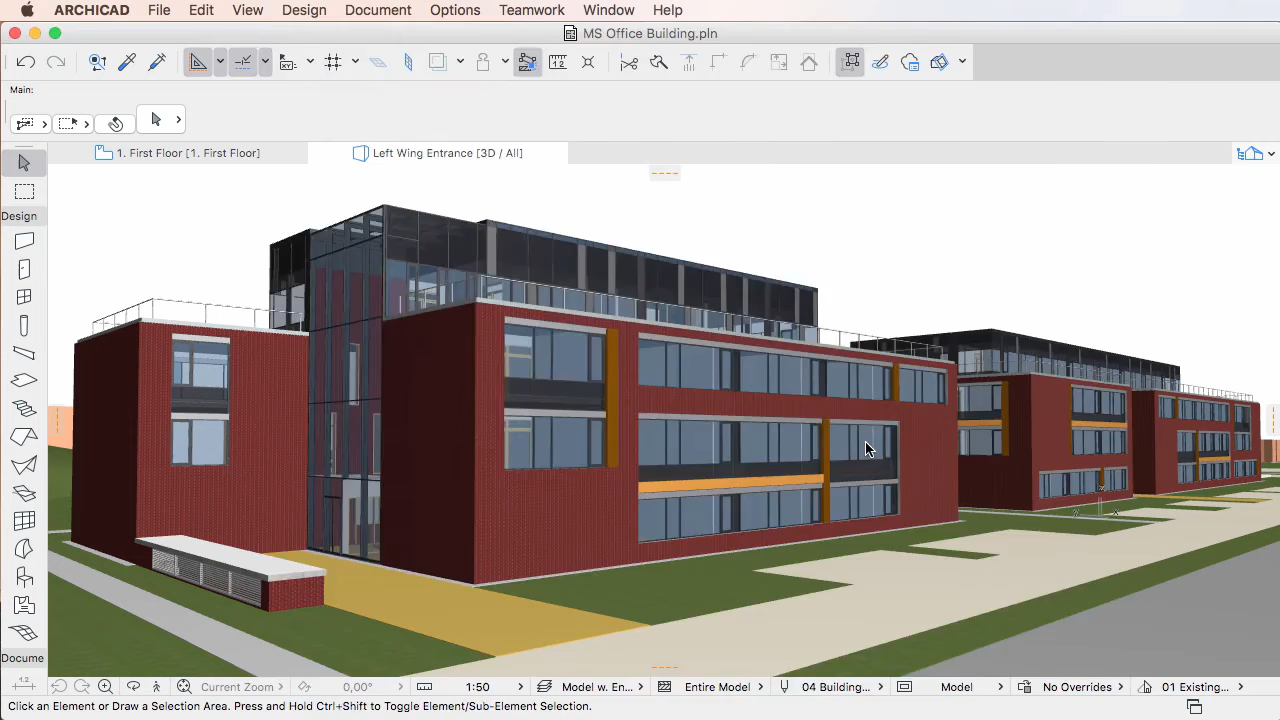 ARCHICAD File Edit View Design Document Options Teamwork Window Help
MS Office Building.pln
Main:
1. First Floor [1. First Floor]
Left Wing Entrance [3D / All]
Design
Docume
1.2
Current Zoom
0,00°
1:50
Model w. En...
Entire Model
04 Building...
Model
No Overrides
01 Existing...
Click an Element or Draw a Selection Area. Press and Hold Ctrl+Shift to Toggle Element/Sub-Element Selection.